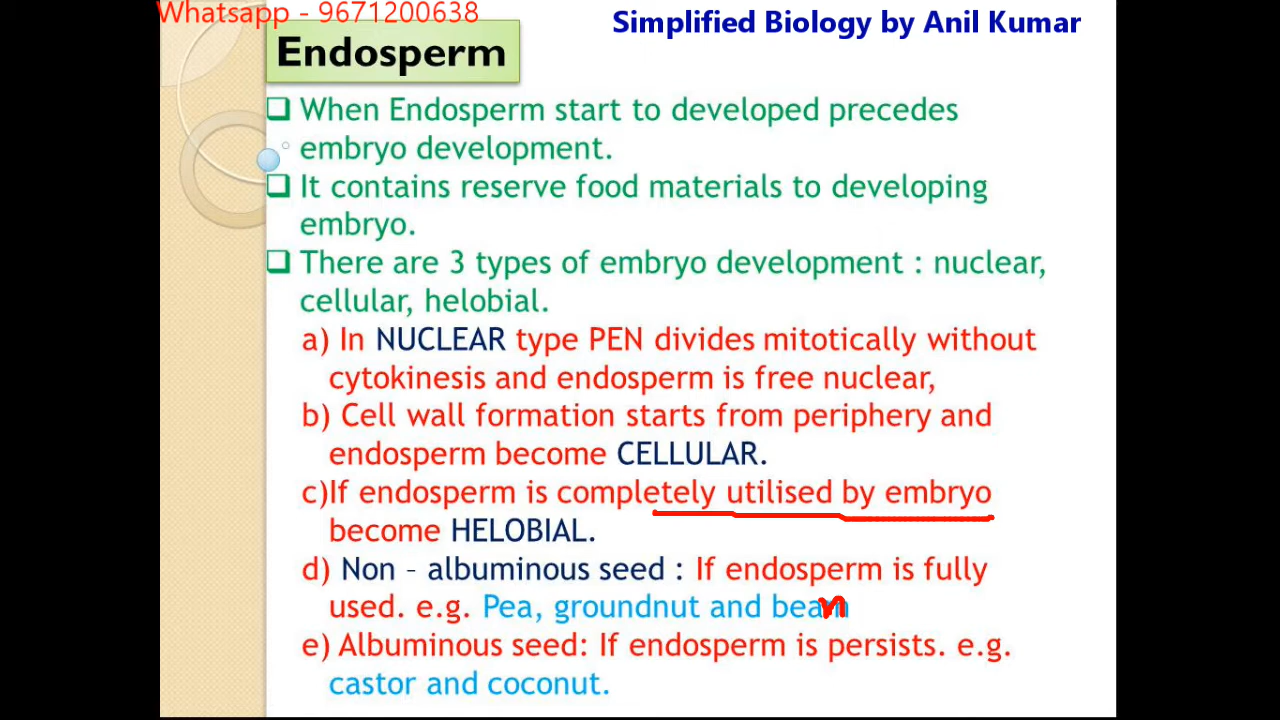 Whatsapp - 9671200638
Simplified Biology by Anil Kumar
Endosperm
When Endosperm start to developed precedes
embryo development.
It contains reserve food materials to developing
embryo.
There are 3 types of embryo development : nuclear,
cellular, helobial.
a) In NUCLEAR type PEN divides mitotically without
cytokinesis and endosperm is free nuclear,
b) Cell wall formation starts from periphery and
endosperm become CELLULAR.
c)If endosperm is completely utilised by embryo
become HELOBIAL.
d) Non – albuminous seed : If endosperm is fully
used. e.g. Pea, groundnut and bean
e) Albuminous seed: If endosperm is persists. e.g.
castor and coconut.